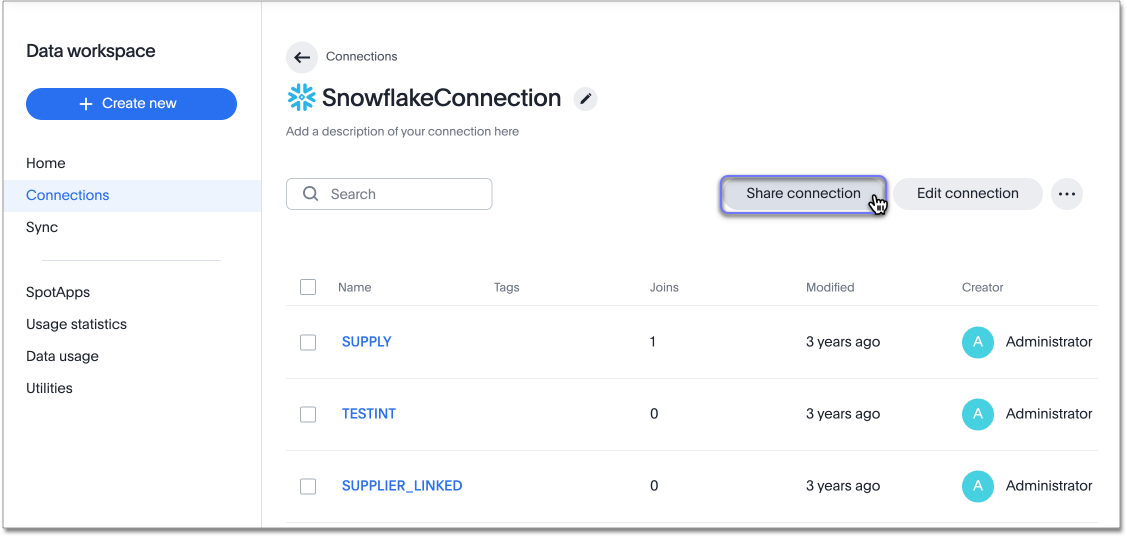 Data workspace
+ Create new
Home
Connections
Sync
SpotApps
Usage statistics
Data usage
Utilities
Connections
SnowflakeConnection
Add a description of your connection here
Search
Share connection
Edit connection
Name Tags Joins Modified Creator
SUPPLY 1 3 years ago A Administrator
TESTINT 0 3 years ago A Administrator
SUPPLIER_LINKED 0 3 years ago A Administrator